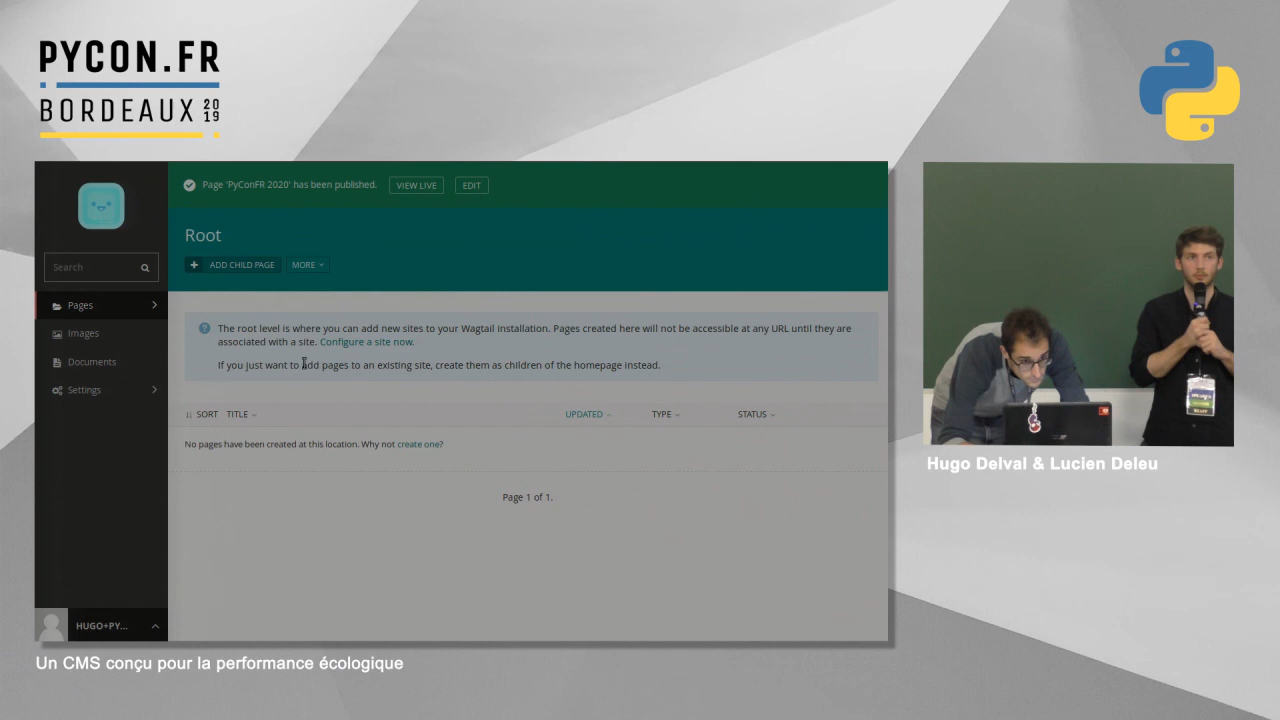 PYCON.FR
BORDEAUX 2019
Page 'PyConFR 2020' has been published. VIEW LIVE EDIT
Root
ADD CHILD PAGE MORE
Search
Pages
Images
Documents
Settings
The root level is where you can add new sites to your Wagtail installation. Pages created here will not be accessible at any URL until they are
associated with a site. Configure a site now.
If you just want to add pages to an existing site, create them as children of the homepage instead.
SORT TITLE UPDATED TYPE STATUS
No pages have been created at this location. Why not create one?
Page 1 of 1.
HUGO+PY...
Hugo Delval & Lucien Deleu
Un CMS conçu pour la performance écologique